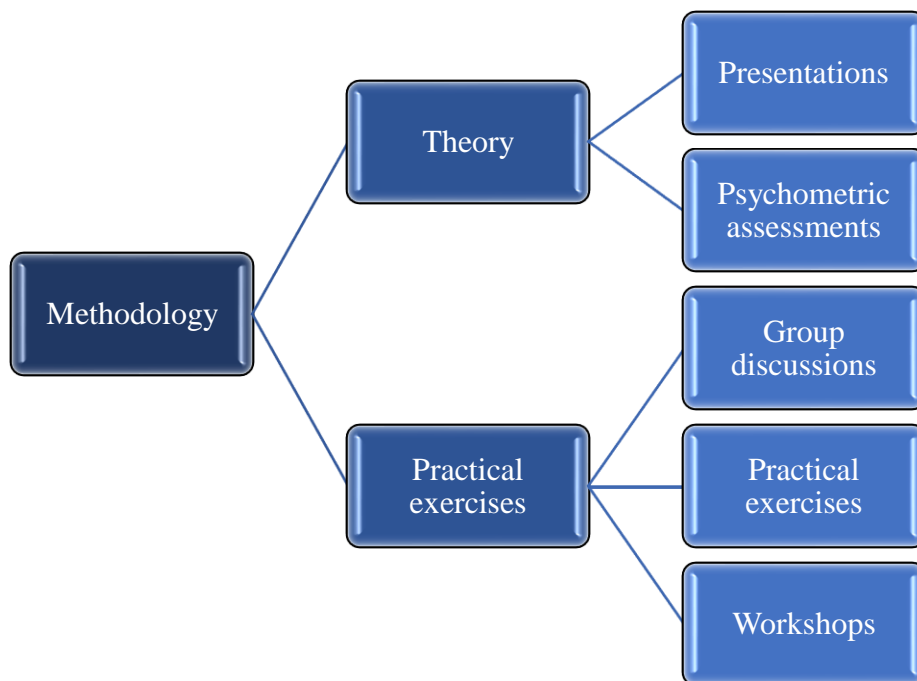 Methodology
Theory
Presentations
Psychometric
assessments
Practical
exercises
Group
discussions
Practical
exercises
Workshops